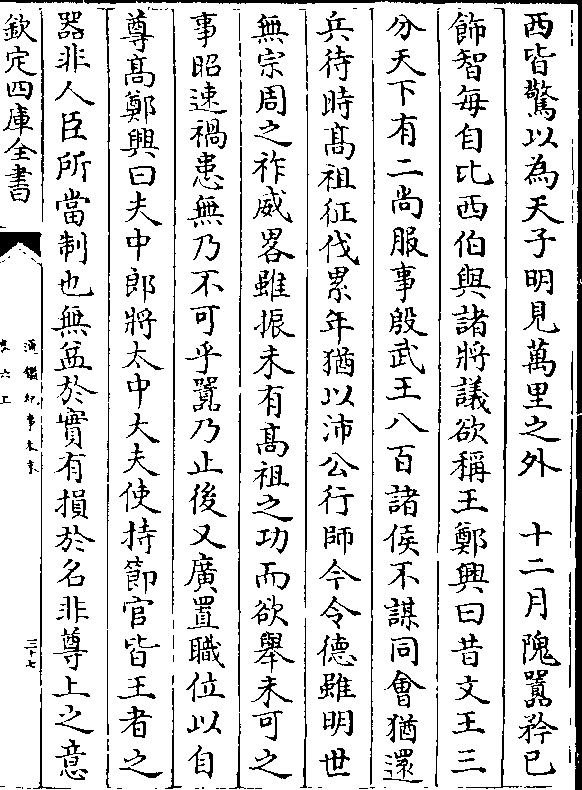 西皆驚以為天子明見萬里之外　十二月隗囂矜已
飾智每自比西伯與諸將議欲稱王鄭興曰昔文王三
分天下有二尚服事殷武王八百諸侯不謀同㑹猶還
兵待時髙祖征伐累年猶以沛公行師今令德雖明世
無宗周之祚威畧雖振未有髙祖之功而欲舉未可之
事昭速禍患無乃不可乎囂乃止後又廣置職位以自
尊髙鄭興曰夫中郎將太中大夫使持節官皆王者之
器非人臣所當制也無益於實有損於名非尊上之意
欽定四庫全書
通鑑紀事本末
三十七